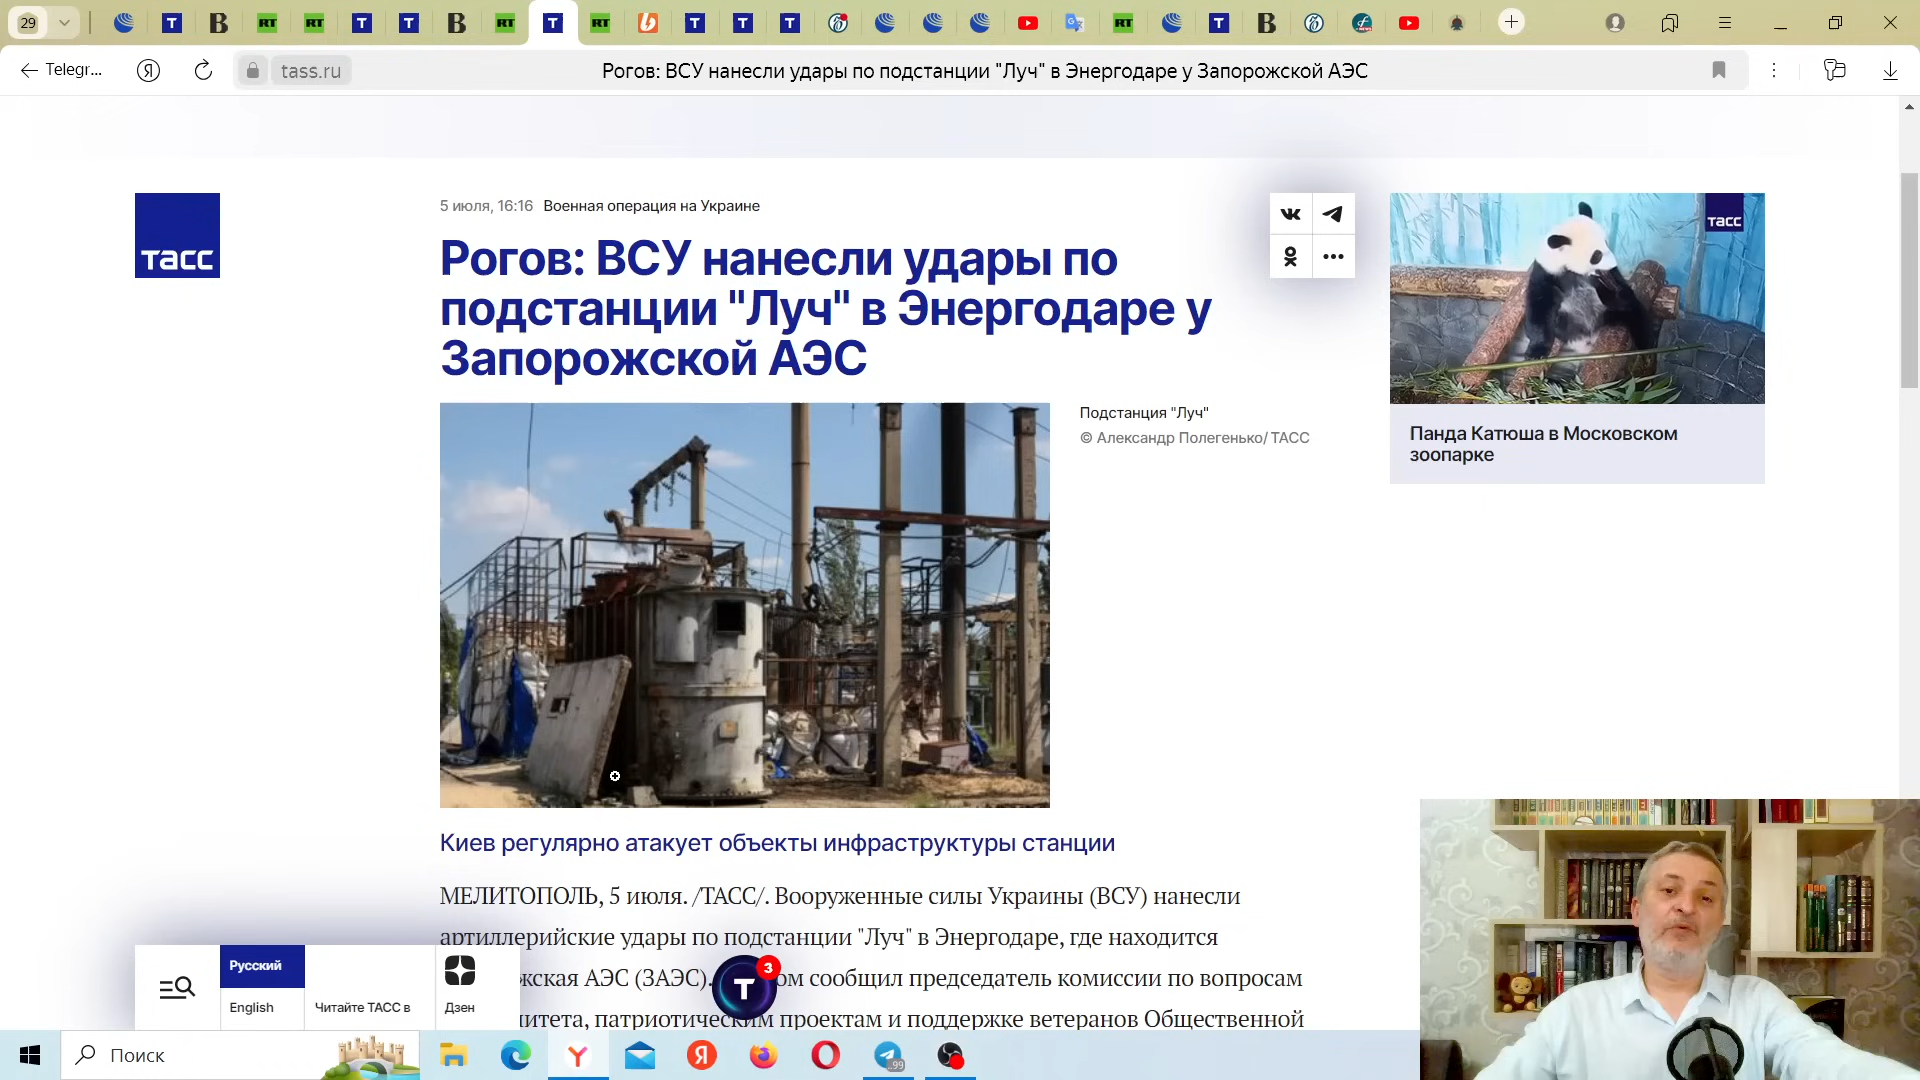 29
Telegr...
tass.ru
Рогов: ВСУ нанесли удары по подстанции "Луч" в Энергодаре у Запорожской АЭС
ТАСС
5 июля, 16:16 Военная операция на Украине
Рогов: ВСУ нанесли удары по
подстанции "Луч" в Энергодаре у
Запорожской АЭС
Подстанция "Луч"
© Александр Полегенько/ ТАСС
ТАСС
Панда Катюша в Московском
зоопарке
Киев регулярно атакует объекты инфраструктуры станции
МЕЛИТОПОЛЬ, 5 июля. /ТАСС/. Вооруженные силы Украины (ВСУ) нанесли
артиллерийские удары по подстанции "Луч" в Энергодаре, где находится
жская АЭС (ЗАЭС). ом сообщил председатель комиссии по вопросам
итета, патриотическим проектам и поддержке ветеранов Общественной
Русский
English
Читайте ТАСС в
Дзен
T
3
Поиск
99